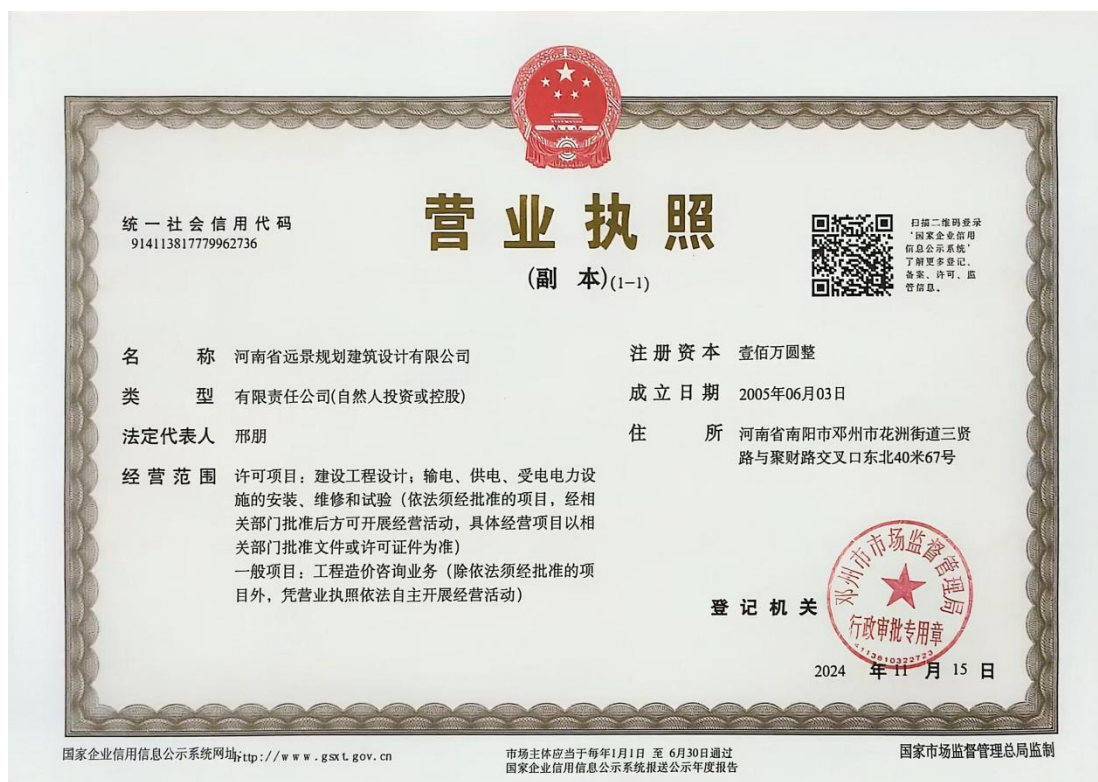 营业执照
(副 本)(1-1)
统一社会信用代码
914113817779962736
扫描二维码登录
'国家企业信用
信息公示系统'
了解更多登记、
备案、许可、监
管信息。
名 称 河南省远景规划建筑设计有限公司
类 型 有限责任公司(自然人投资或控股)
法定代表人 邢朋
经营范围 许可项目：建设工程设计；输电、供电、受电电力设
施的安装、维修和试验（依法须经批准的项目，经相
关部门批准后方可开展经营活动，具体经营项目以相
关部门批准文件或许可证件为准）
一般项目：工程造价咨询业务（除依法须经批准的项
目外，凭营业执照依法自主开展经营活动）
注册资本 壹佰万圆整
成立日期 2005年06月03日
住 所 河南省南阳市邓州市花洲街道三贤
路与聚财路交叉口东北40米67号
登记机关
邓州市市场监督管理局
行政审批专用章
4113810322723
2024 年 11 月 15 日
国家企业信用信息公示系统网址:http://www.gsxt.gov.cn
市场主体应当于每年1月1日 至 6月30日通过
国家企业信用信息公示系统报送公示年度报告
国家市场监督管理总局监制